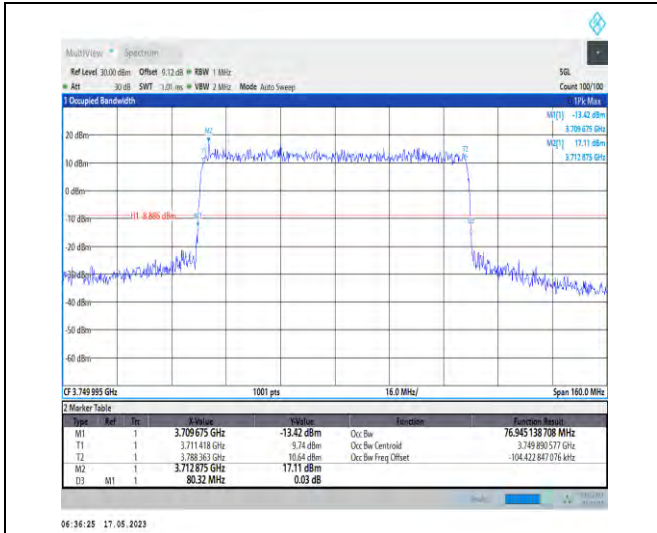 MultiView Spectrum
Ref Level 30.00 dBm Offset 9.12 dB RBW 1 MHz SGL
Att 30 dB SWT 1.01 ms VBW 2 MHz Mode Auto Sweep Count 100/100
1 Occupied Bandwidth 1Pk Max
M1[1] -13.42 dBm
3.709 675 GHz
M2[1] 17.11 dBm
3.712 875 GHz
M2
20 dBm
T1 T2
10 dBm
0 dBm
H1 -8.886 dBm
-10 dBm
-20 dBm
-30 dBm
-40 dBm
-50 dBm
-60 dBm
CF 3.749 995 GHz 1001 pts 16.0 MHz/ Span 160.0 MHz
2 Marker Table
Type Ref Trc X-Value Y-Value Function Function Result
M1 1 3.709 675 GHz -13.42 dBm Occ Bw 76.945 138 708 MHz
T1 1 3.711 418 GHz 9.74 dBm Occ Bw Centroid 3.749 890 577 GHz
T2 1 3.788 363 GHz 10.64 dBm Occ Bw Freq Offset -104.422 847 076 kHz
M2 1 3.712 875 GHz 17.11 dBm
D3 M1 1 80.32 MHz 0.03 dB
06:36:25 17.05.2023